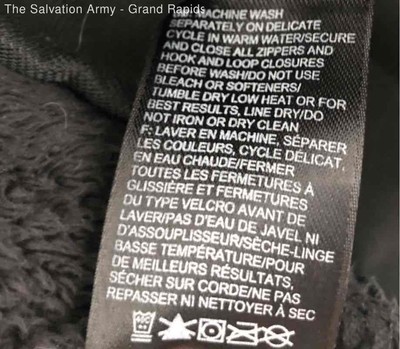 The Salvation Army - Grand Rapids
MACHINE WASH
SEPARATELY ON DELICATE
CYCLE IN WARM WATER/SECURE
AND CLOSE ALL ZIPPERS AND
HOOK AND LOOP CLOSURES
BEFORE WASH/DO NOT USE
BLEACH OR SOFTENERS/
TUMBLE DRY LOW HEAT OR FOR
BEST RESULTS, LINE DRY/DO
NOT IRON OR DRY CLEAN
F: LAVER EN MACHINE, SÉPARER
LES COULEURS, CYCLE DÉLICAT,
EN EAU CHAUDE/FERMER
TOUTES LES FERMETURES À
GLISSIÈRE ET FERMETURES
DU TYPE VELCRO AVANT DE
LAVER/PAS D'EAU DE JAVEL NI
D'ASSOUPLISSEUR/SÈCHE-LINGE
BASSE TEMPÉRATURE/POUR
DE MEILLEURS RÉSULTATS,
SÉCHER SUR CORDE/NE PAS
REPASSER NI NETTOYER À SEC